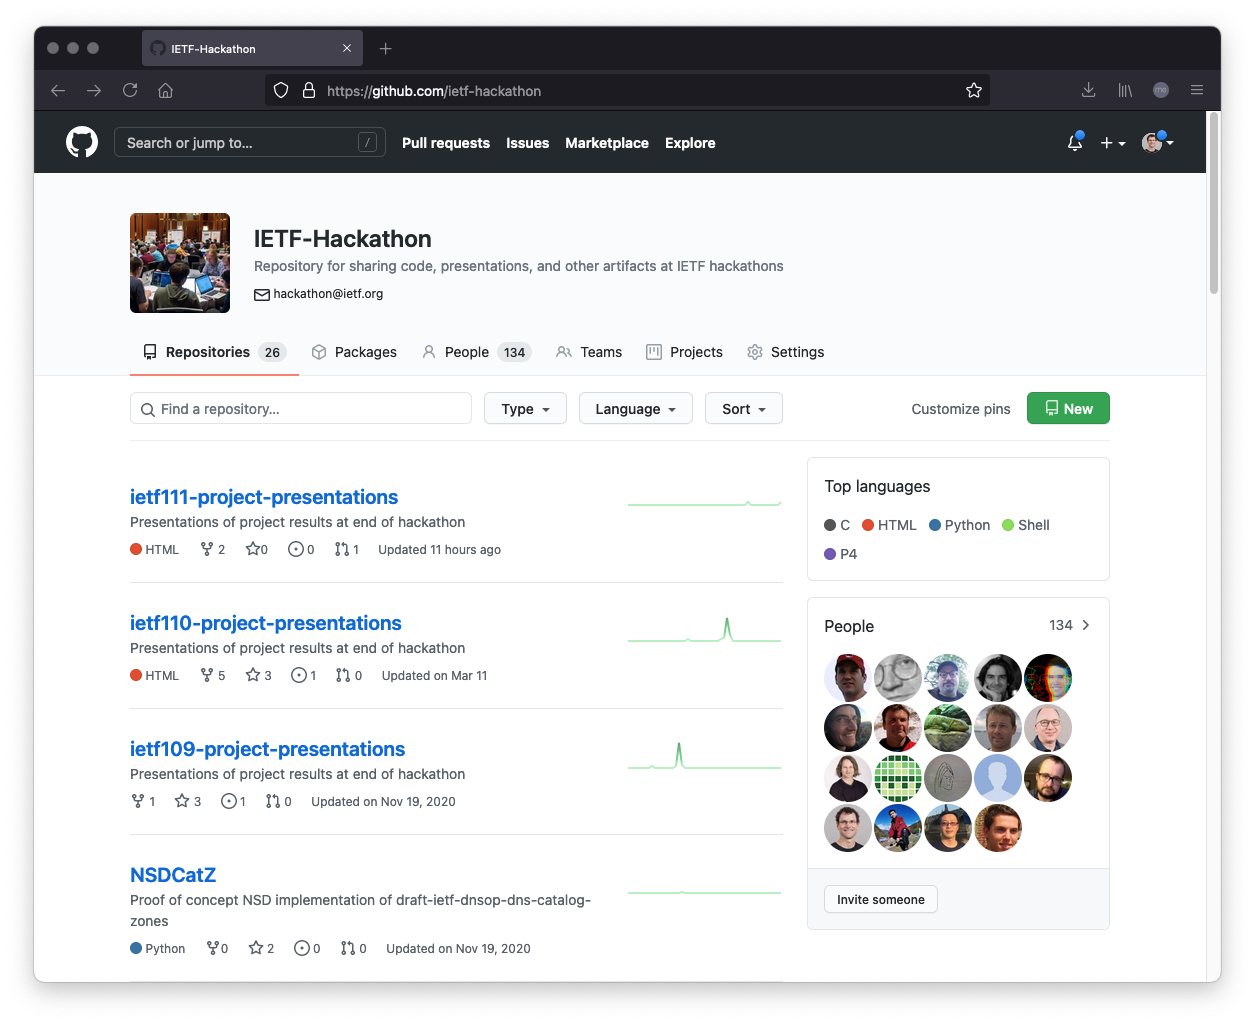 IETF-Hackathon
https://github.com/ietf-hackathon
me
Search or jump to... /
Pull requests Issues Marketplace Explore
IETF-Hackathon
Repository for sharing code, presentations, and other artifacts at IETF hackathons
hackathon@ietf.org
Repositories 26 Packages People 134 Teams Projects Settings
Find a repository... Type Language Sort Customize pins New
ietf111-project-presentations
Presentations of project results at end of hackathon
HTML 2 0 0 1 Updated 11 hours ago
ietf110-project-presentations
Presentations of project results at end of hackathon
HTML 5 3 1 0 Updated on Mar 11
ietf109-project-presentations
Presentations of project results at end of hackathon
1 3 1 0 Updated on Nov 19, 2020
NSDCatZ
Proof of concept NSD implementation of draft-ietf-dnsop-dns-catalog-
zones
Python 0 2 0 0 Updated on Nov 19, 2020
Top languages
C HTML Python Shell
P4
People 134
Invite someone